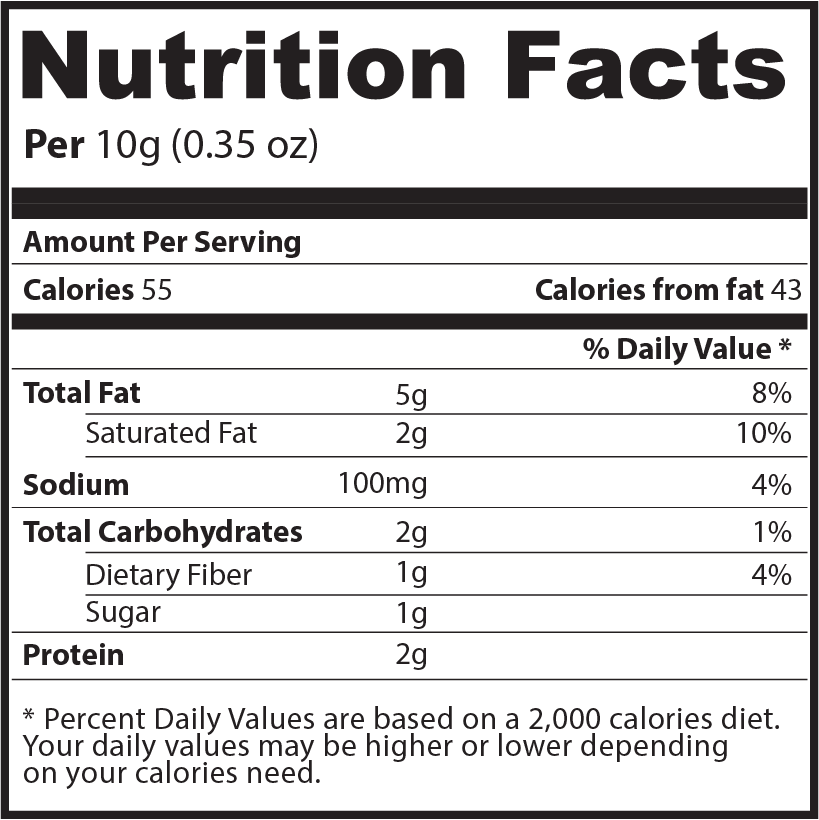 Nutrition Facts
Per 10g (0.35 oz)
Amount Per Serving
Calories 55 Calories from fat 43
% Daily Value *
Total Fat 5g 8%
Saturated Fat 2g 10%
Sodium 100mg 4%
Total Carbohydrates 2g 1%
Dietary Fiber 1g 4%
Sugar 1g
Protein 2g
* Percent Daily Values are based on a 2,000 calories diet.
Your daily values may be higher or lower depending
on your calories need.